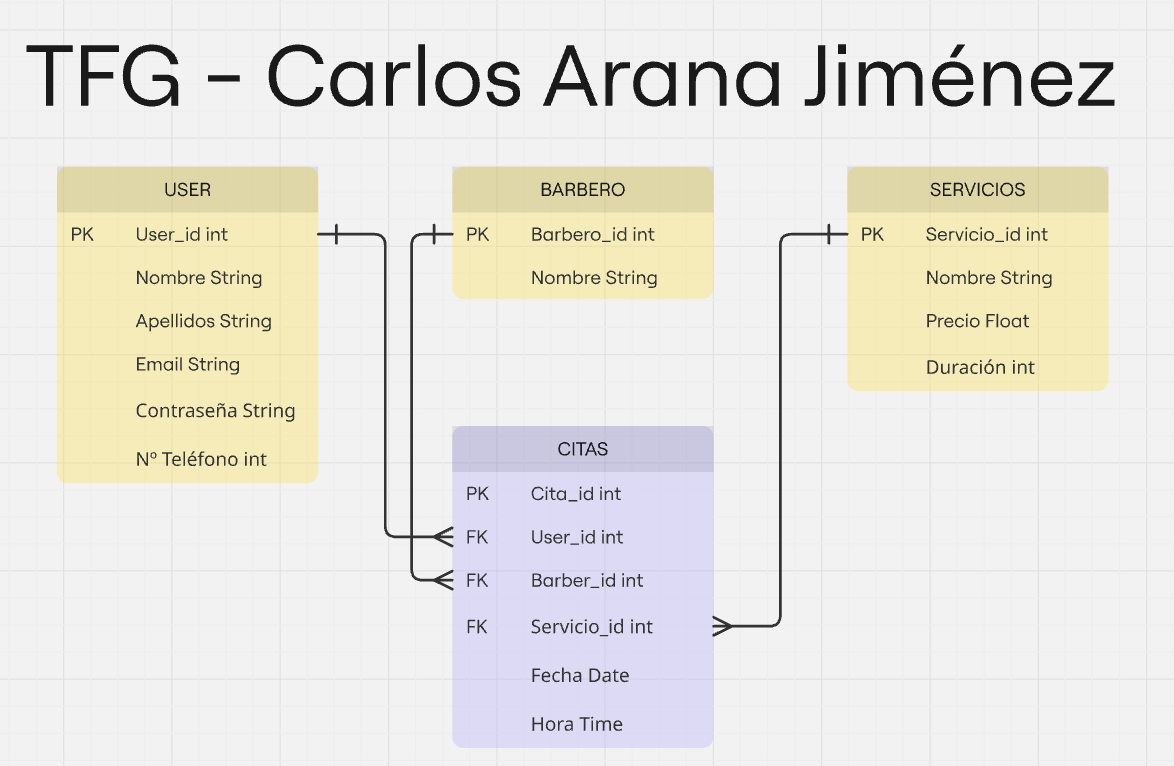 TFG - Carlos Arana Jiménez
USER
PK User_id int
Nombre String
Apellidos String
Email String
Contraseña String
Nº Teléfono int
BARBERO
PK Barbero_id int
Nombre String
SERVICIOS
PK Servicio_id int
Nombre String
Precio Float
Duración int
CITAS
PK Cita_id int
FK User_id int
FK Barber_id int
FK Servicio_id int
Fecha Date
Hora Time